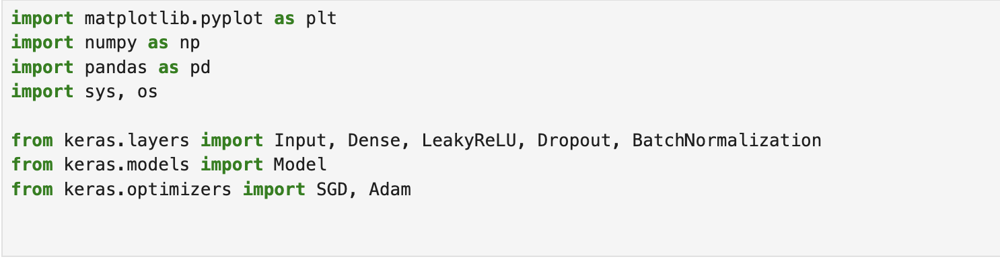 import matplotlib.pyplot as plt
import numpy as np
import pandas as pd
import sys, os
from keras.layers import Input, Dense, LeakyReLU, Dropout, BatchNormalization
from keras.models import Model
from keras.optimizers import SGD, Adam